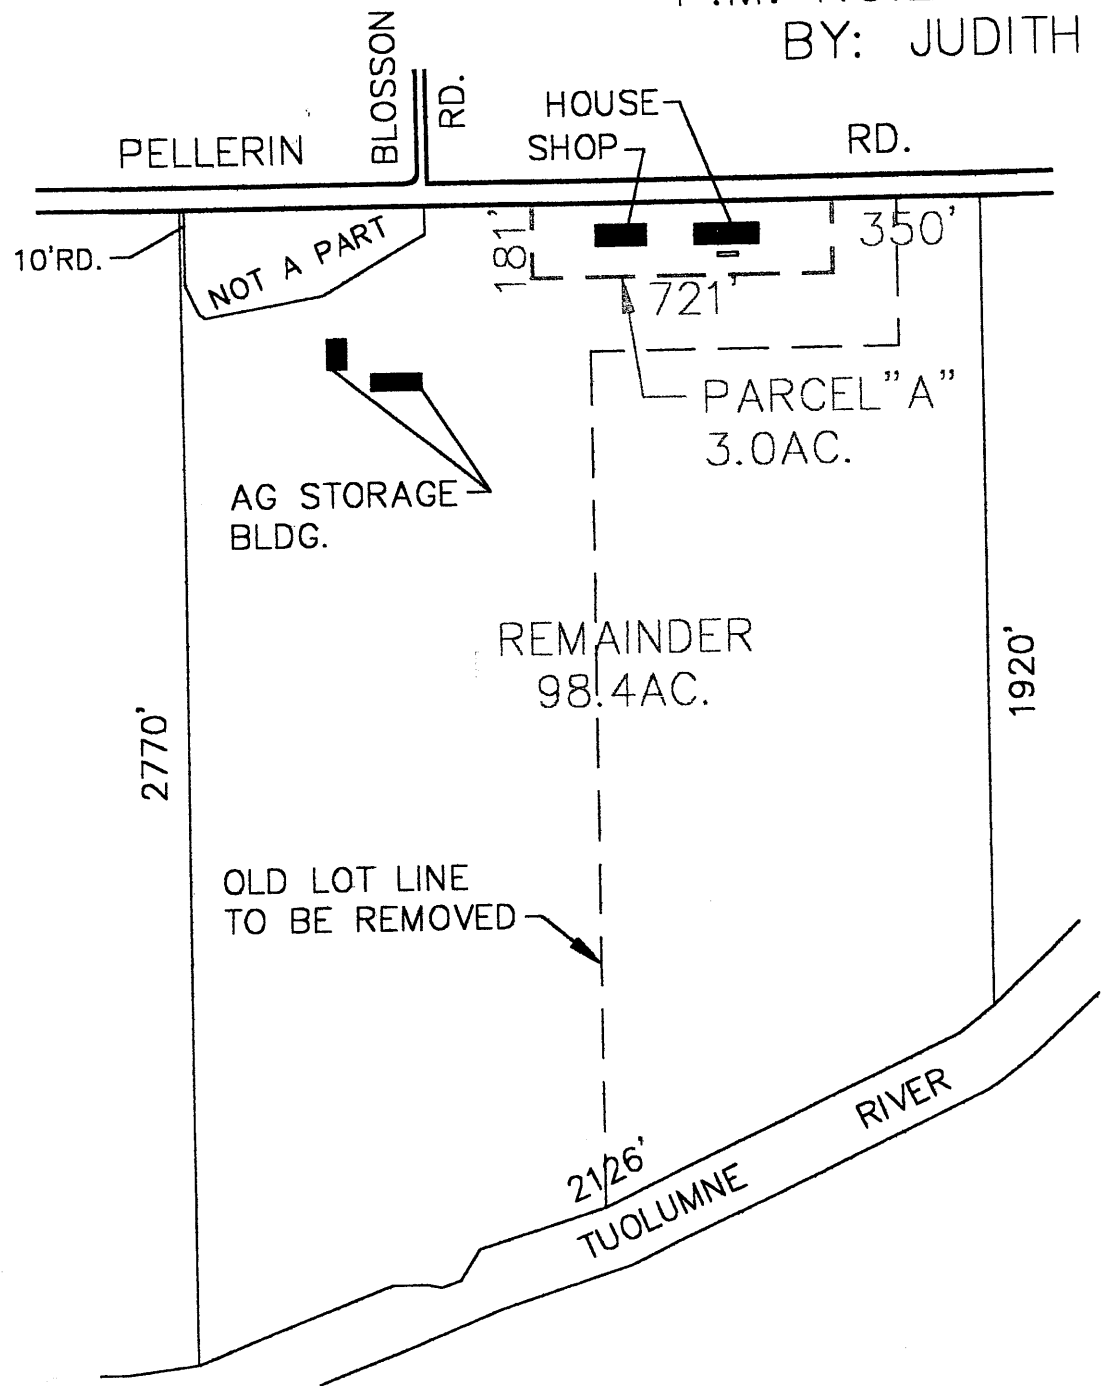 BY: JUDITH
BLOSSON
RD.
HOUSE
SHOP
PELLERIN
RD.
10'RD.
NOT A PART
181'
350'
721'
PARCEL"A"
3.0AC.
AG STORAGE
BLDG.
REMAINDER
98.4AC.
1920'
2770'
OLD LOT LINE
TO BE REMOVED
2126'
RIVER
TUOLUMNE